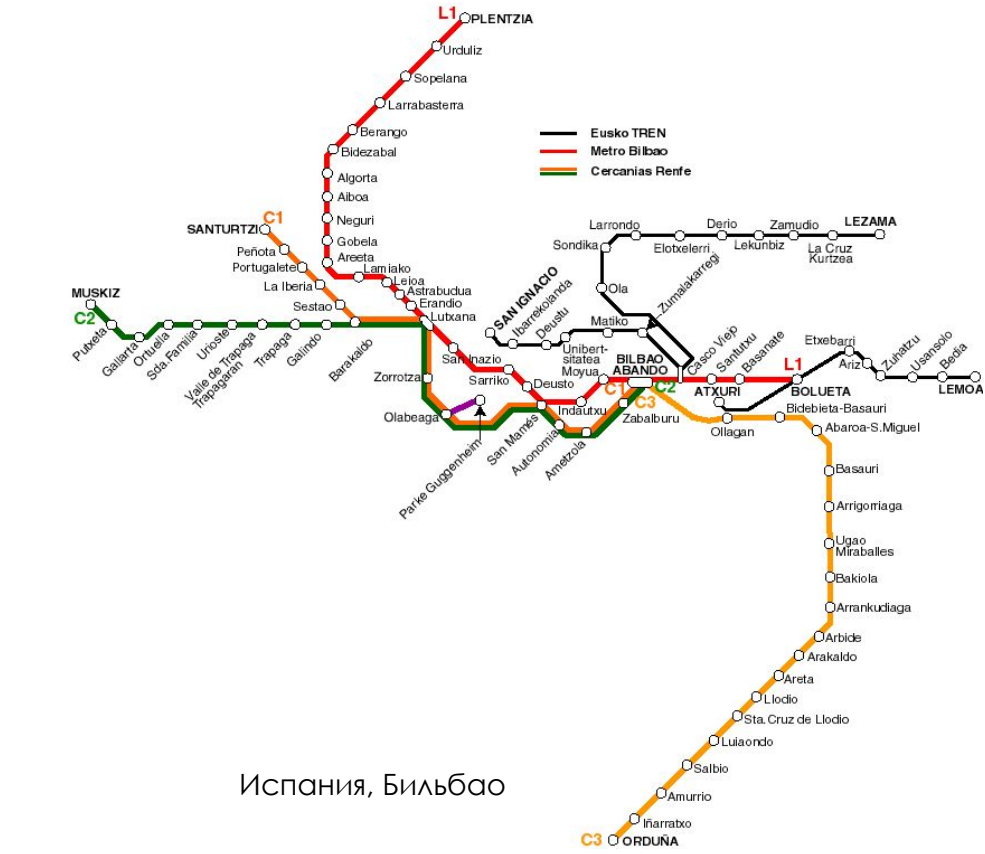 L1
PLENTZIA
Urduliz
Sopelana
Larrabasterra
Berango
Bidezabal
Algorta
Aiboa
Neguri
Gobela
Areeta
Lamiako
Leioa
Astrabudua
Erandio
Lutxana
San Inazio
Sarriko
Deusto
San Mamés
Indautxu
Moyua
BILBAO
ABANDO
Casco Viejo
Santutxu
Basanate
L1
BOLUETA
Eusko TREN
Metro Bilbao
Cercanias Renfe
C1
SANTURTZI
Peñota
Portugalete
La Iberia
Sestao
MUSKIZ
C2
Putxeta
Gallarta
Ortuella
Sda.Familia
Urioste
Valle de Trapaga
Trapagaran
Trapaga
Galindo
Barakaldo
Zorrotza
Olabeaga
Parke Guggenheim
Autonomia
Ametzola
Zabalburu
C1
C3
C2
SAN IGNACIO
Ibarrekolanda
Deustu
Unibert-
sitatea
Matiko
Zumalakarregi
Ola
Sondika
Larrondo
Elotxelerri
Derio
Lekunbiz
Zamudio
La Cruz
Kurtzea
LEZAMA
ATXURI
Etxebarri
Ariz
Zuhatzu
Usansolo
Bedia
LEMOA
Ollagan
Bidebieta-Basauri
Abaroa-S.Miguel
Basauri
Arrigorriaga
Ugao
Miraballes
Bakiola
Arrankudiaga
Arbide
Arakaldo
Areta
Llodio
Sta.Cruz de Llodio
Luiaondo
Salbio
Amurrio
Iñarratxo
C3
ORDUÑA
Испания, Бильбао